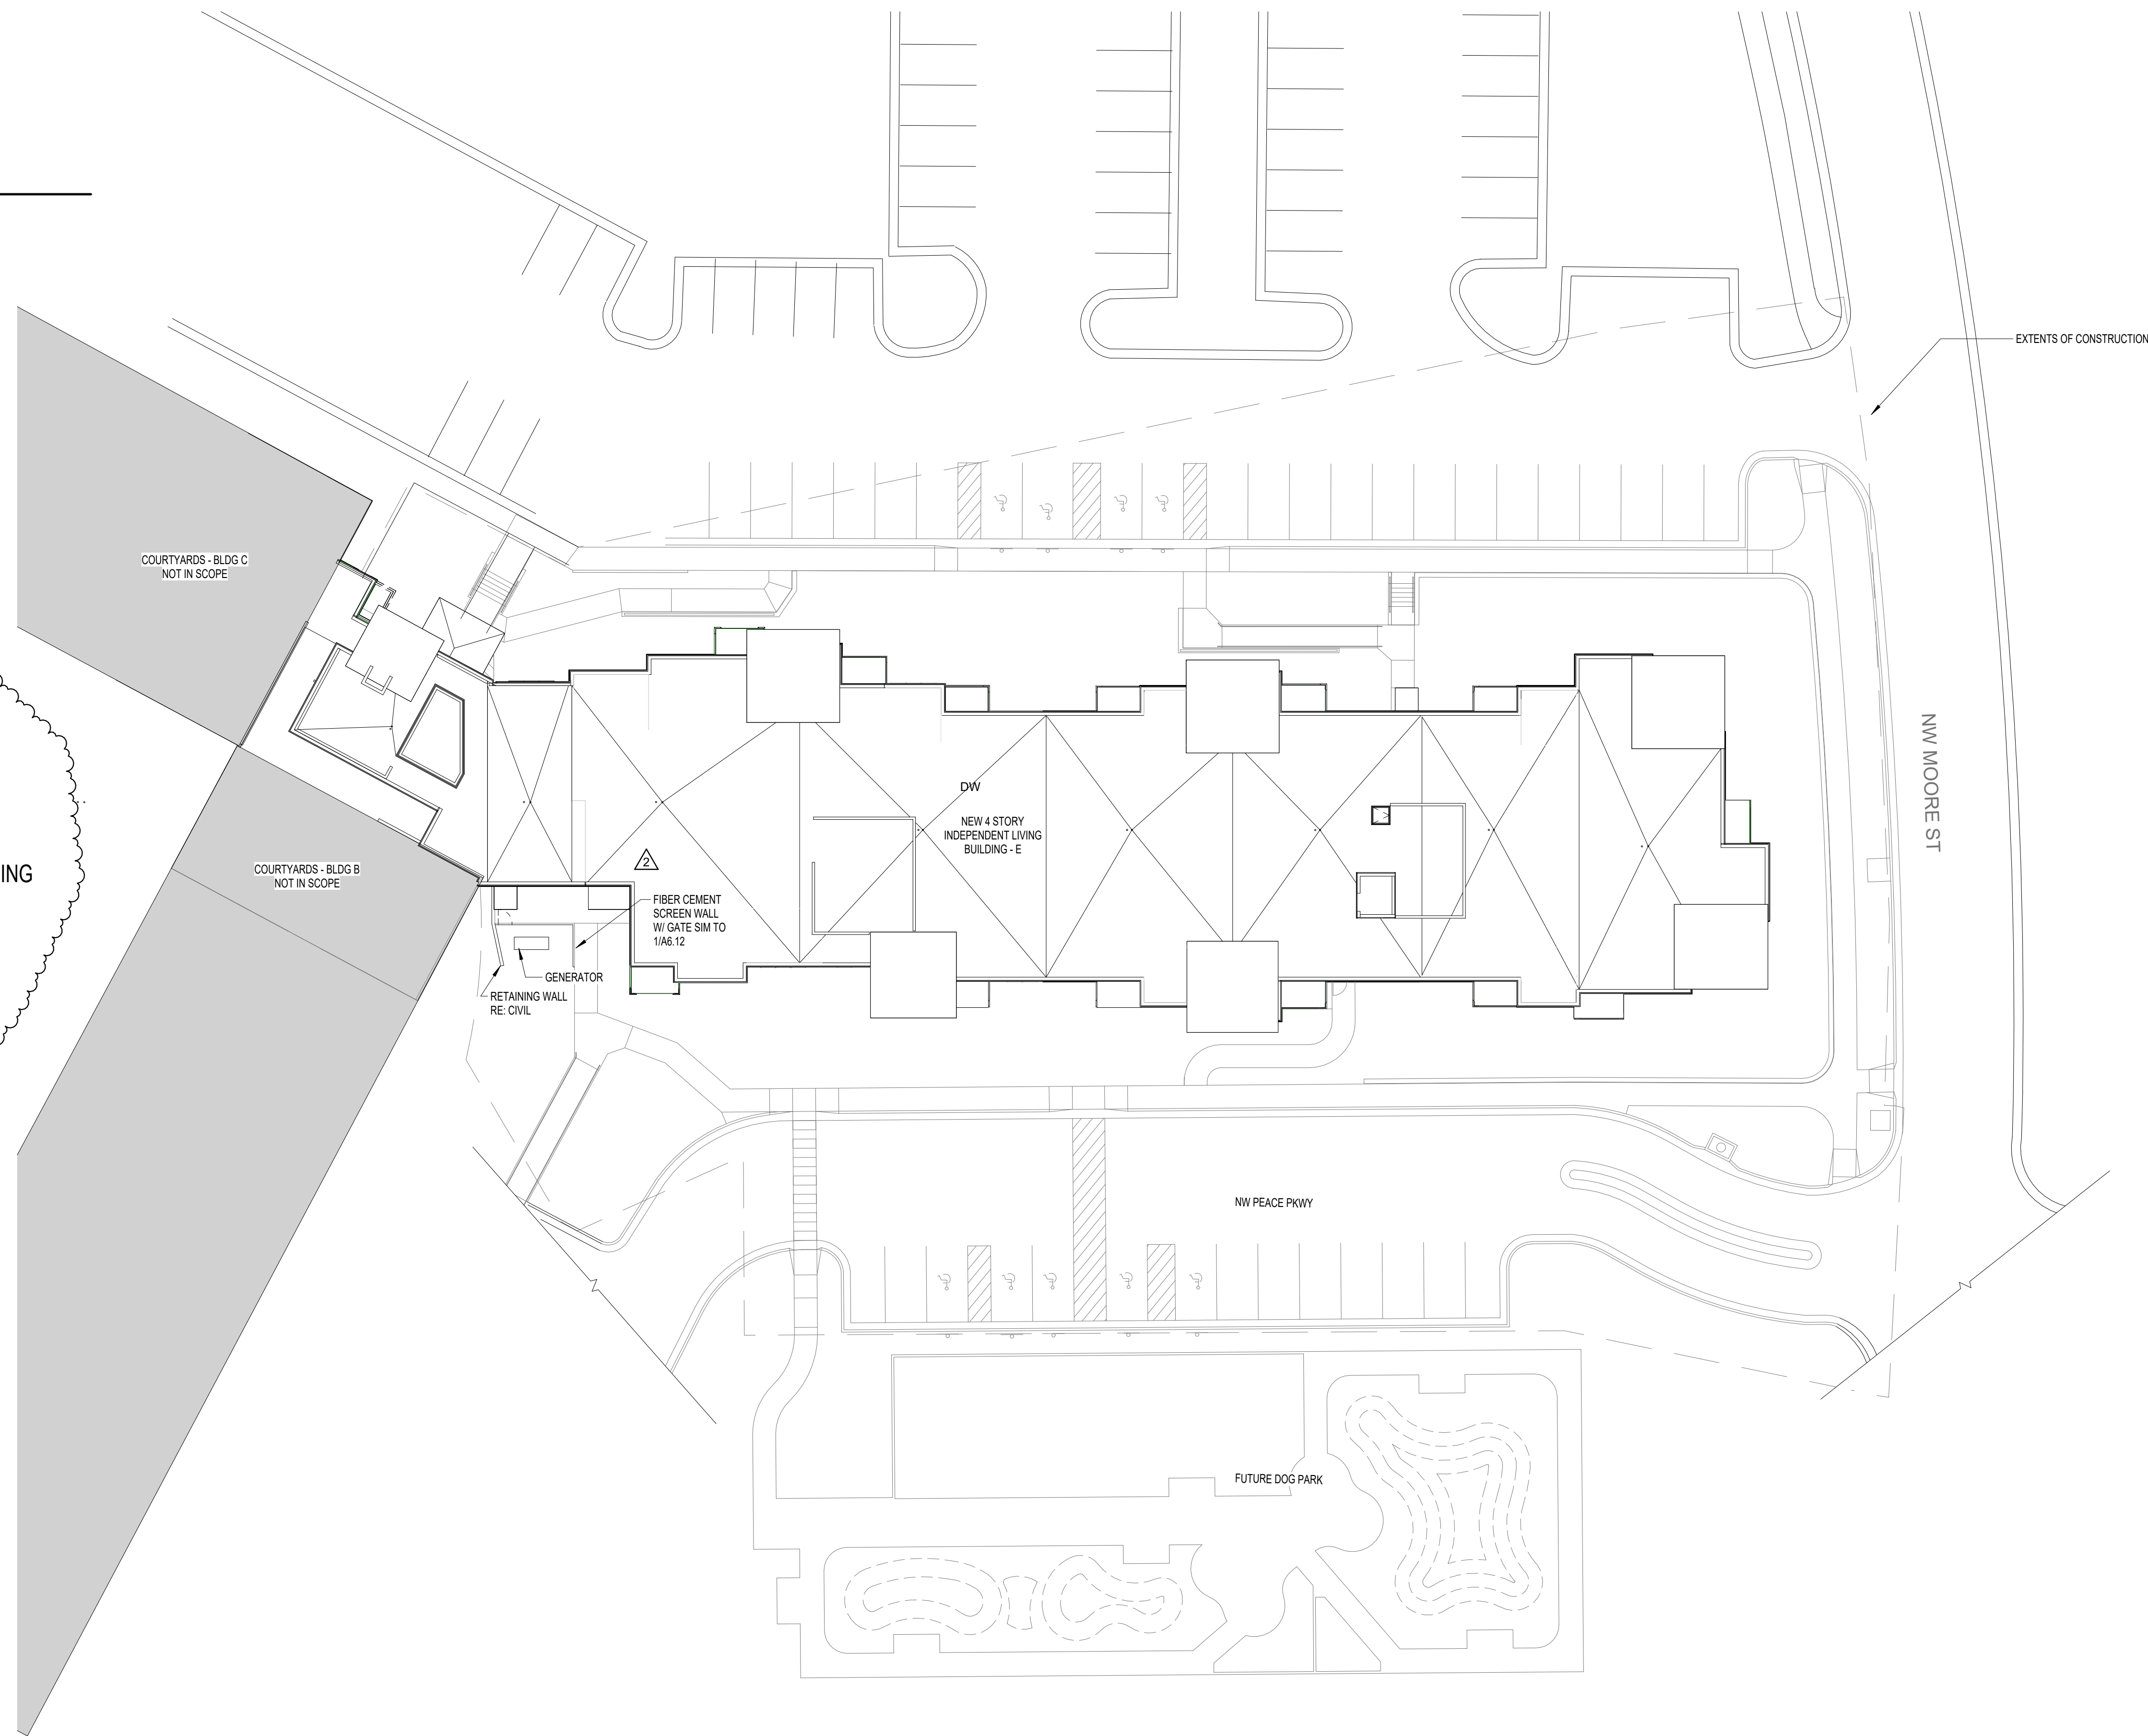 EXTENTS OF CONSTRUCTION
COURTYARDS - BLDG C
NOT IN SCOPE
NW MOORE ST
DW
NEW 4 STORY
INDEPENDENT LIVING
BUILDING - E
2
ING
COURTYARDS - BLDG B
NOT IN SCOPE
FIBER CEMENT
SCREEN WALL
W/ GATE SIM TO
1/A6.12
GENERATOR
RETAINING WALL
RE: CIVIL
NW PEACE PKWY
FUTURE DOG PARK